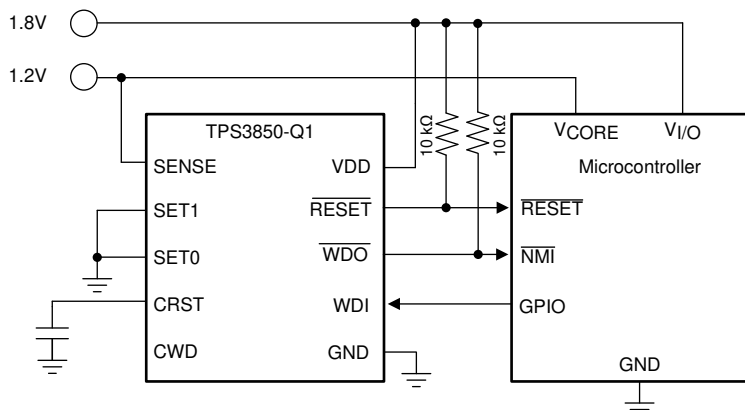 1.8V
1.2V
TPS3850-Q1
SENSE
VDD
SET1
RESET
SET0
WDO
CRST
WDI
CWD
GND
10 kΩ
10 kΩ
VCORE
VI/O
Microcontroller
RESET
NMI
GPIO
GND